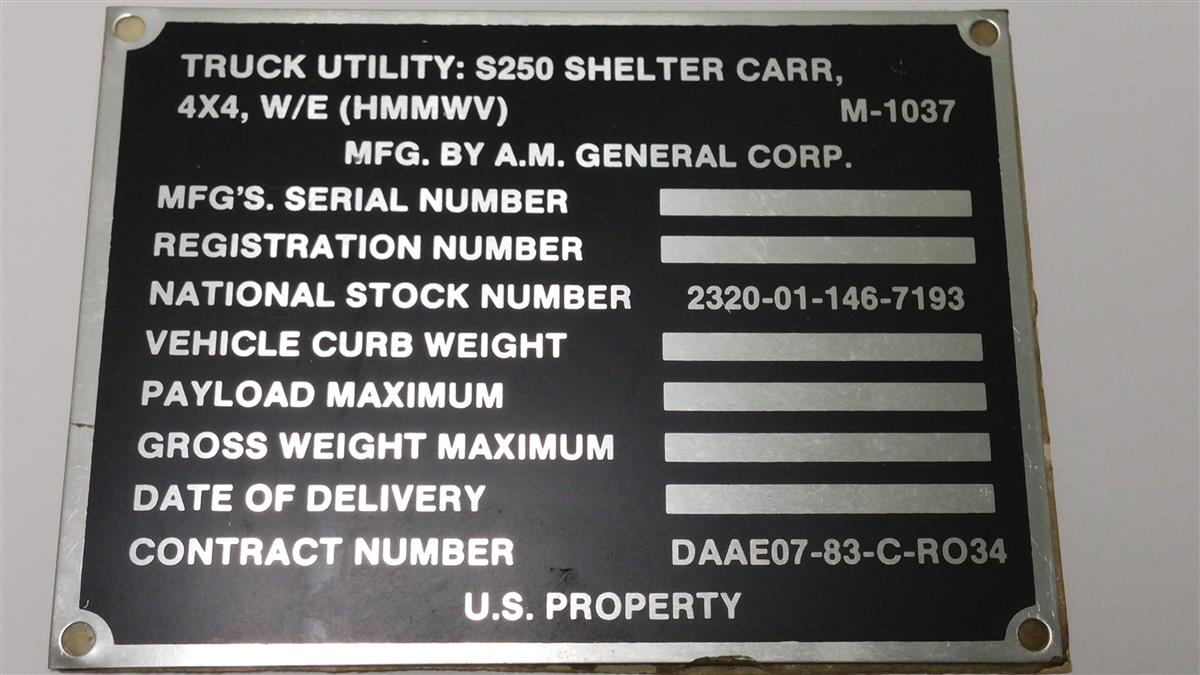 TRUCK UTILITY: S250 SHELTER CARR,
4X4, W/E (HMMWV) M-1037
MFG. BY A.M. GENERAL CORP.
MFG'S. SERIAL NUMBER
REGISTRATION NUMBER
NATIONAL STOCK NUMBER 2320-01-146-7193
VEHICLE CURB WEIGHT
PAYLOAD MAXIMUM
GROSS WEIGHT MAXIMUM
DATE OF DELIVERY
CONTRACT NUMBER DAAE07-83-C-RO34
U.S. PROPERTY